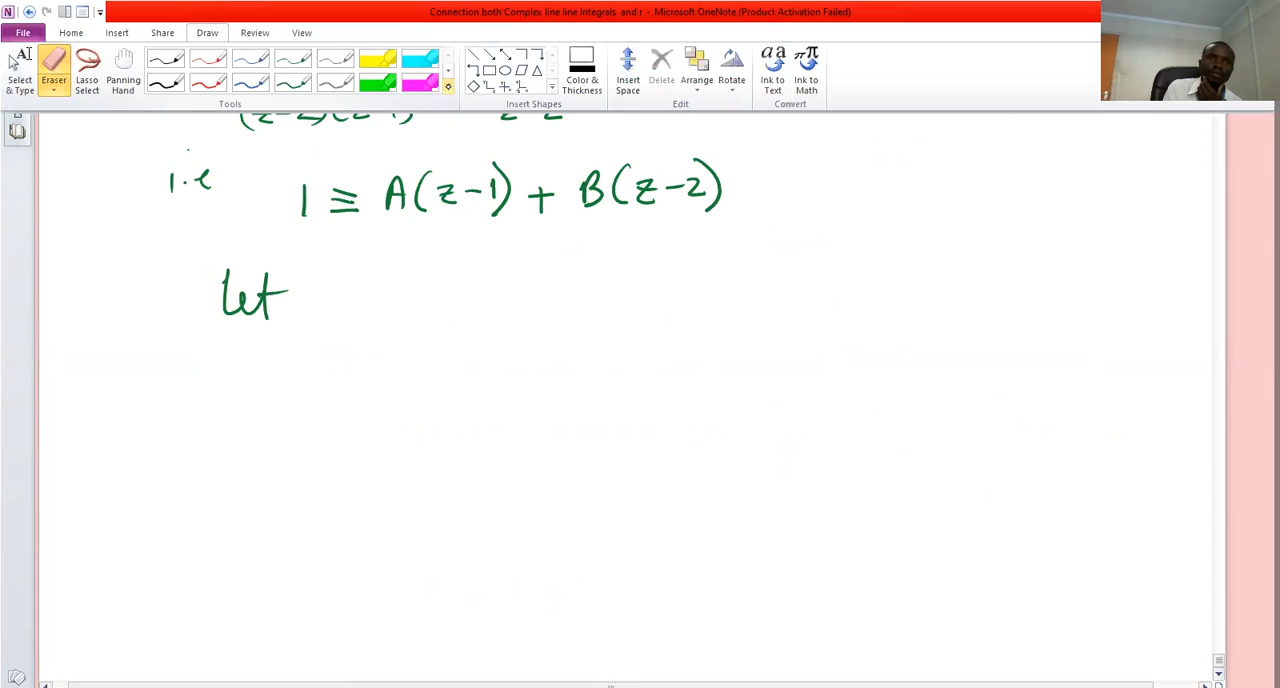 Connection both Complex line line Integrals and r - Microsoft OneNote (Product Activation Failed)
File Home Insert Share Draw Review View
Select & Type
Eraser
Lasso Select
Panning Hand
Color & Thickness
Insert Space
Delete
Arrange
Rotate
Ink to Text
Ink to Math
Tools
Insert Shapes
Edit
Convert
i.e 1 ≡ A(z-1) + B(z-2)
let